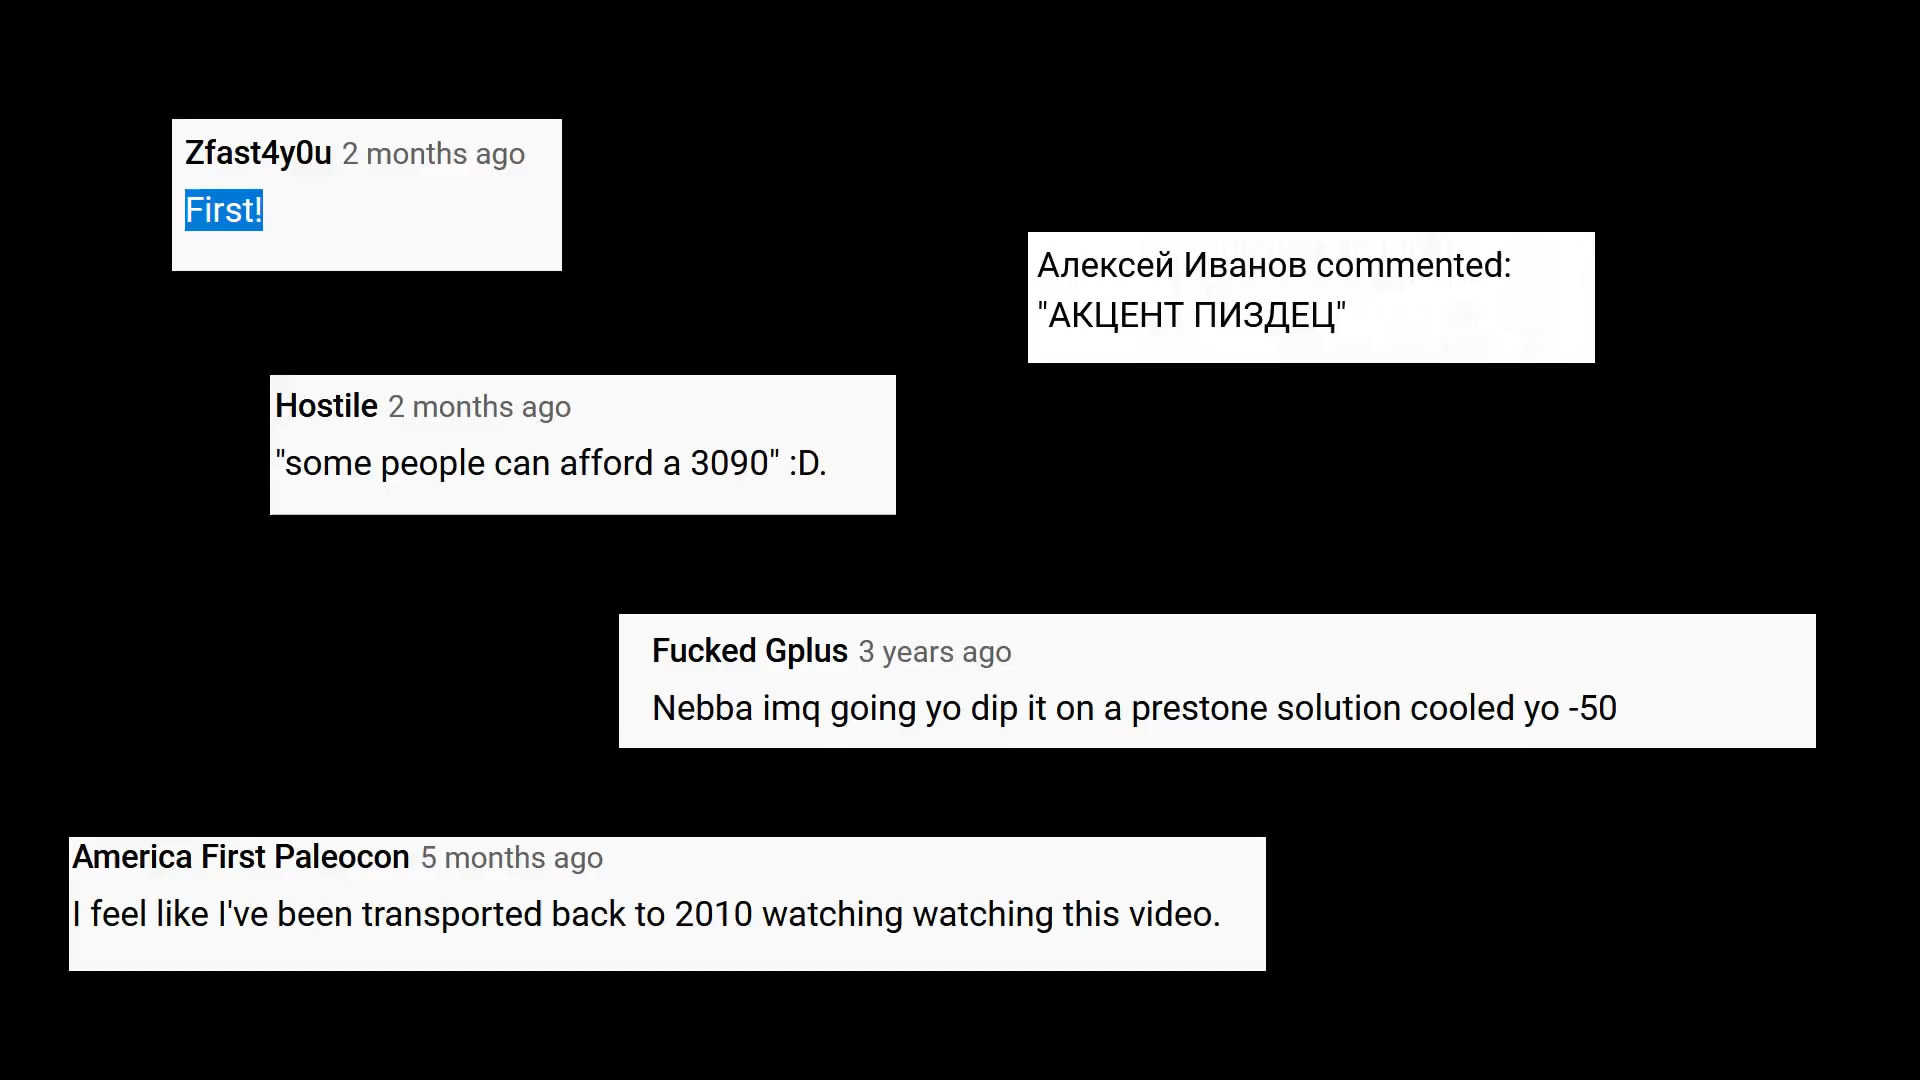 Zfast4y0u 2 months ago
First!
Алексей Иванов commented:
"АКЦЕНТ ПИЗДЕЦ"
Hostile 2 months ago
"some people can afford a 3090" :D.
Fucked Gplus 3 years ago
Nebba imq going yo dip it on a prestone solution cooled yo -50
America First Paleocon 5 months ago
I feel like I've been transported back to 2010 watching watching this video.